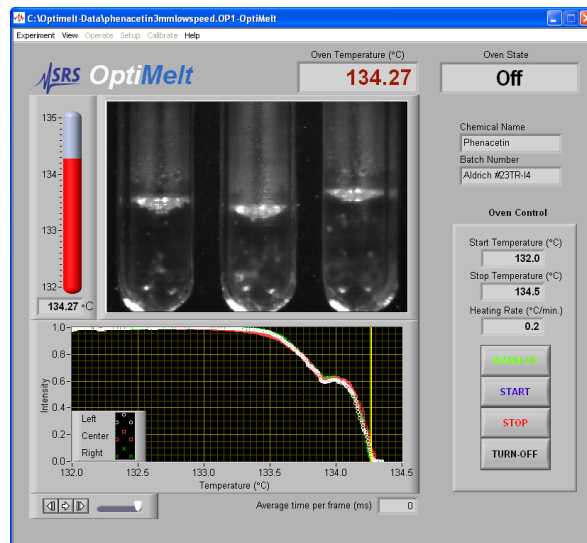 C:\Optimelt-Data\phenacetin3mmlowspeed.OP1-OptiMelt
Experiment View Operate Setup Calibrate Help
SRS OptiMelt
Oven Temperature (°C)
134.27
Oven State
Off
135-
134-
133-
132-
134.27 °C
Chemical Name
Phenacetin
Batch Number
Aldrich #23TR-I4
Oven Control
Start Temperature (°C)
132.0
Stop Temperature (°C)
134.5
Heating Rate (°C/min.)
0.2
WARM-UP
START
STOP
TURN-OFF
Intensity
1.0-
0.8-
0.6-
0.4-
0.2-
0.0-
Left
Center
Right
132.0 132.5 133.0 133.5 134.0 134.5
Temperature (°C)
Average time per frame (ms) 0